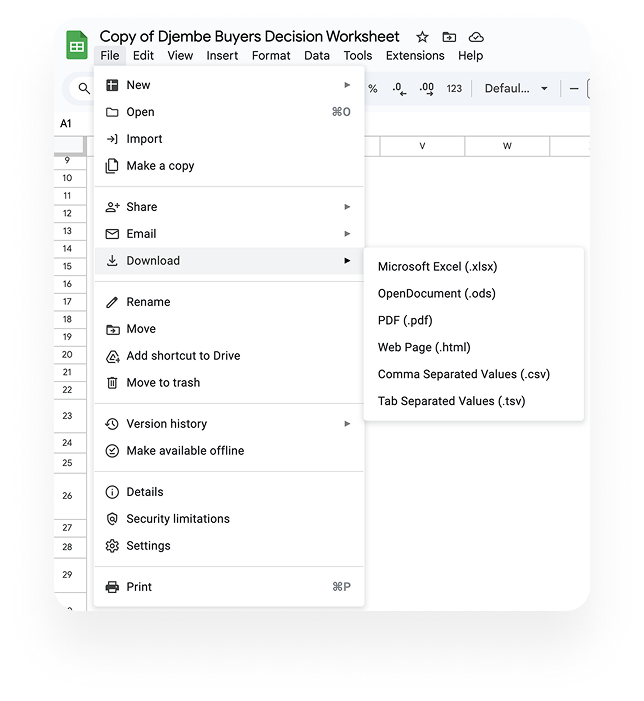 Copy of Djembe Buyers Decision Worksheet
File Edit View Insert Format Data Tools Extensions Help
% .0 .00 123 Defaul...
A1
V W
9
10
11
12
13
14
15
16
17
18
19
20
21
22
23
24
25
26
27
28
29
New
Open ⌘O
Import
Make a copy
Share
Email
Download
Rename
Move
Add shortcut to Drive
Move to trash
Version history
Make available offline
Details
Security limitations
Settings
Print ⌘P
Microsoft Excel (.xlsx)
OpenDocument (.ods)
PDF (.pdf)
Web Page (.html)
Comma Separated Values (.csv)
Tab Separated Values (.tsv)